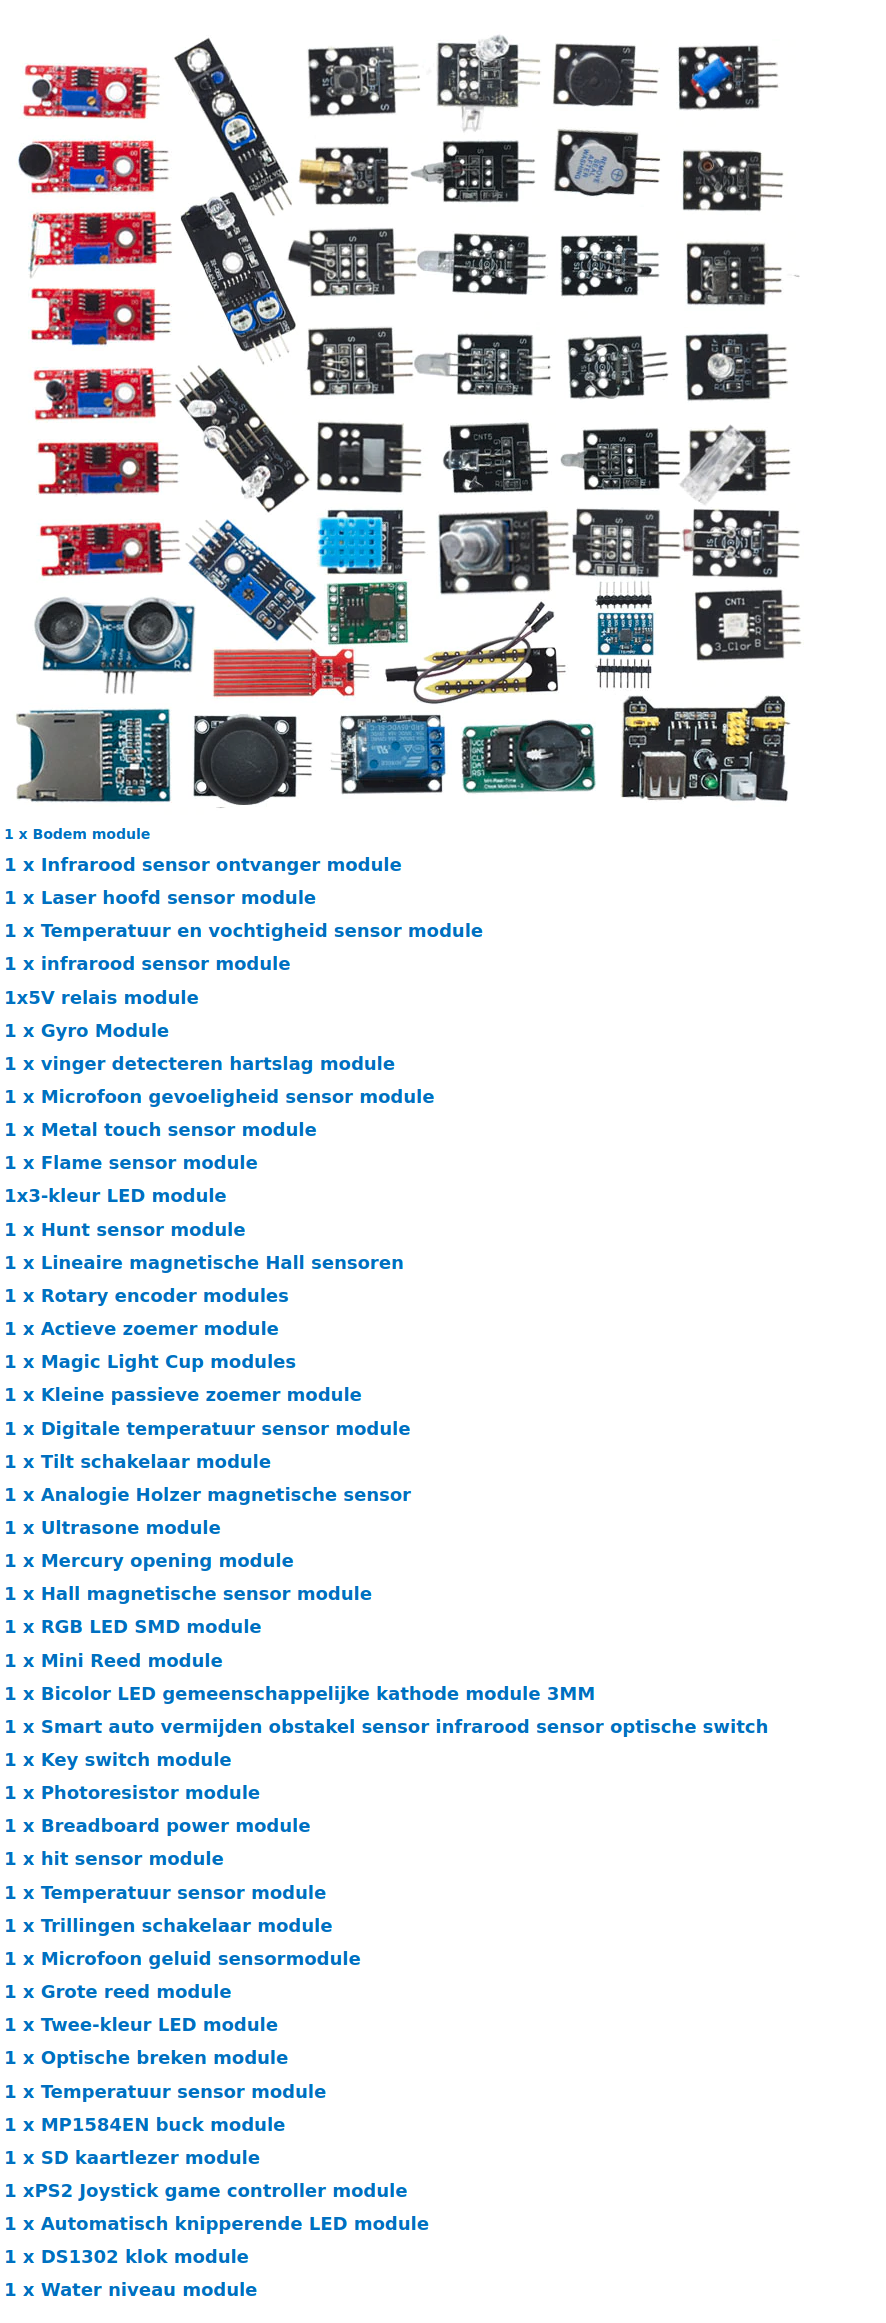 CNT5
CNT1
G
R
B
3_Clor
R
1 x Bodem module
1 x Infrarood sensor ontvanger module
1 x Laser hoofd sensor module
1 x Temperatuur en vochtigheid sensor module
1 x infrarood sensor module
1x5V relais module
1 x Gyro Module
1 x vinger detecteren hartslag module
1 x Microfoon gevoeligheid sensor module
1 x Metal touch sensor module
1 x Flame sensor module
1x3-kleur LED module
1 x Hunt sensor module
1 x Lineaire magnetische Hall sensoren
1 x Rotary encoder modules
1 x Actieve zoemer module
1 x Magic Light Cup modules
1 x Kleine passieve zoemer module
1 x Digitale temperatuur sensor module
1 x Tilt schakelaar module
1 x Analogie Holzer magnetische sensor
1 x Ultrasone module
1 x Mercury opening module
1 x Hall magnetische sensor module
1 x RGB LED SMD module
1 x Mini Reed module
1 x Bicolor LED gemeenschappelijke kathode module 3MM
1 x Smart auto vermijden obstakel sensor infrarood sensor optische switch
1 x Key switch module
1 x Photoresistor module
1 x Breadboard power module
1 x hit sensor module
1 x Temperatuur sensor module
1 x Trillingen schakelaar module
1 x Microfoon geluid sensormodule
1 x Grote reed module
1 x Twee-kleur LED module
1 x Optische breken module
1 x Temperatuur sensor module
1 x MP1584EN buck module
1 x SD kaartlezer module
1 xPS2 Joystick game controller module
1 x Automatisch knipperende LED module
1 x DS1302 klok module
1 x Water niveau module